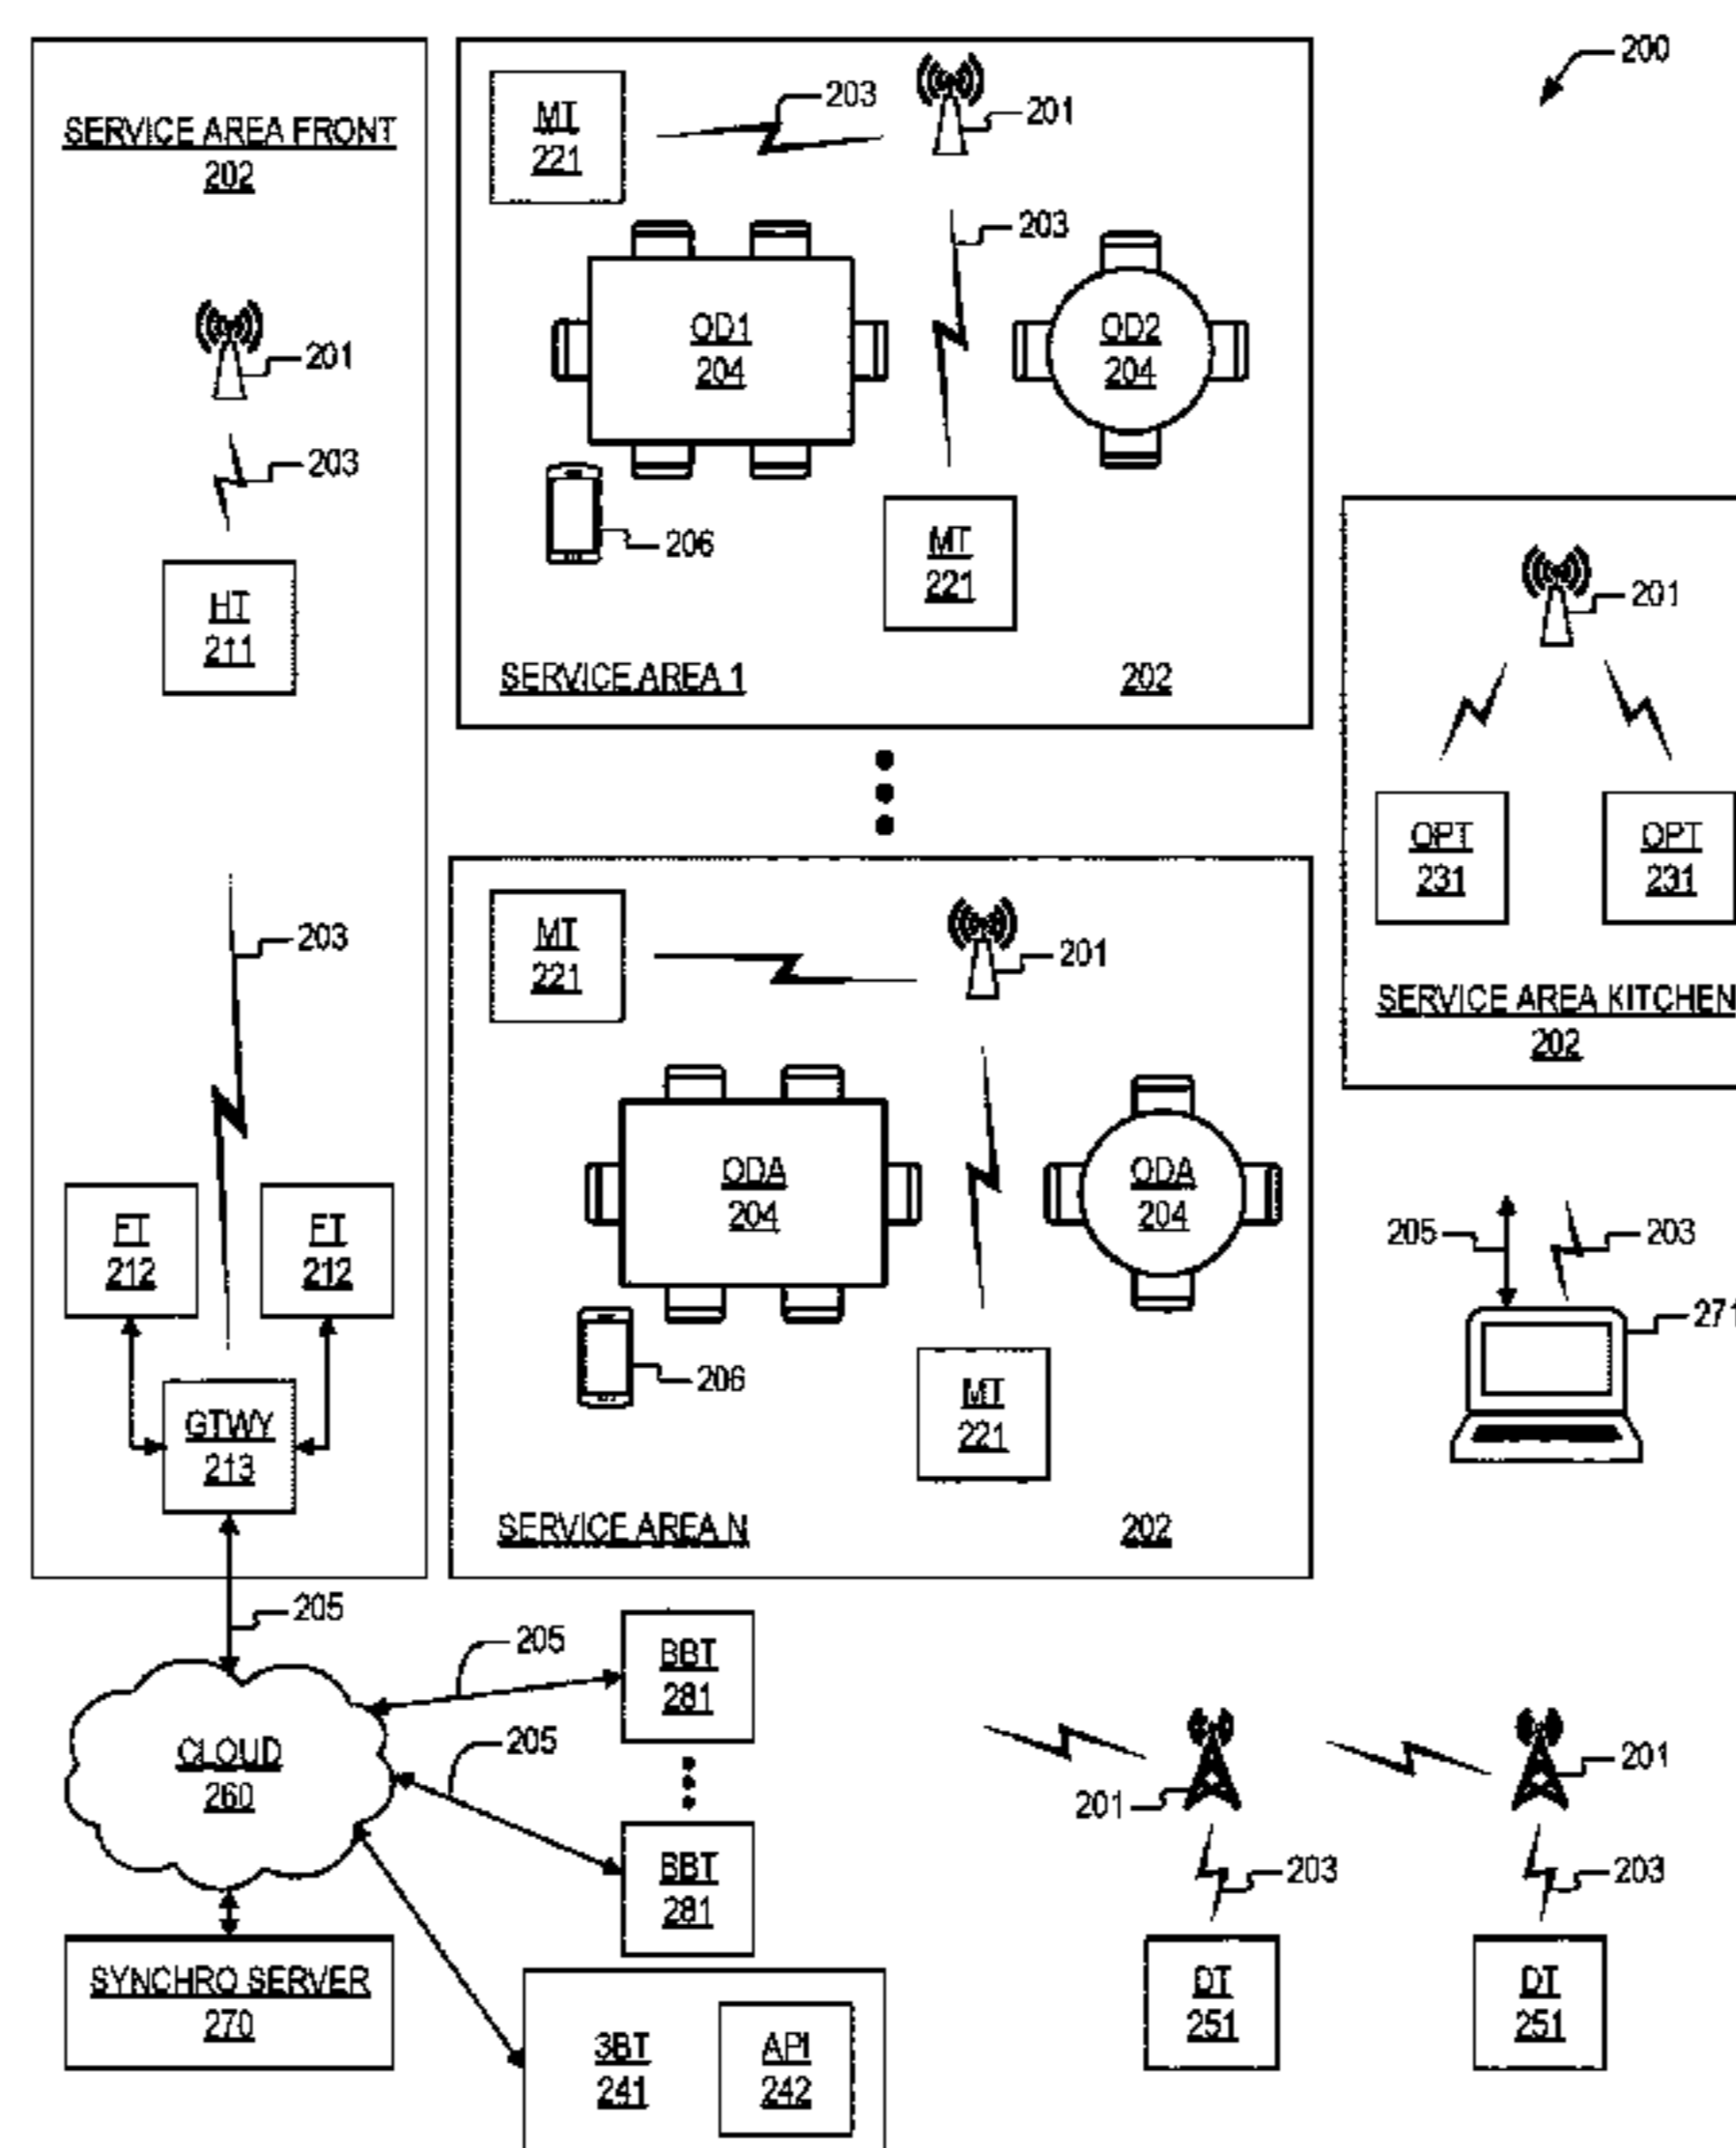 200
SERVICE AREA FRONT
202
201
203
HT
211
203
FT
212
FT
212
GTWY
213
205
MT
221
203
201
203
OD1
204
OD2
204
206
MT
221
SERVICE AREA 1
202
MT
221
201
ODA
204
ODA
204
206
MT
221
SERVICE AREA N
202
201
OPT
231
OPT
231
SERVICE AREA KITCHEN
202
205
203
271
CLOUD
260
205
BBT
281
205
BBT
281
SYNCHRO SERVER
270
3BT
241
API
242
201
203
DT
251
201
203
DT
251